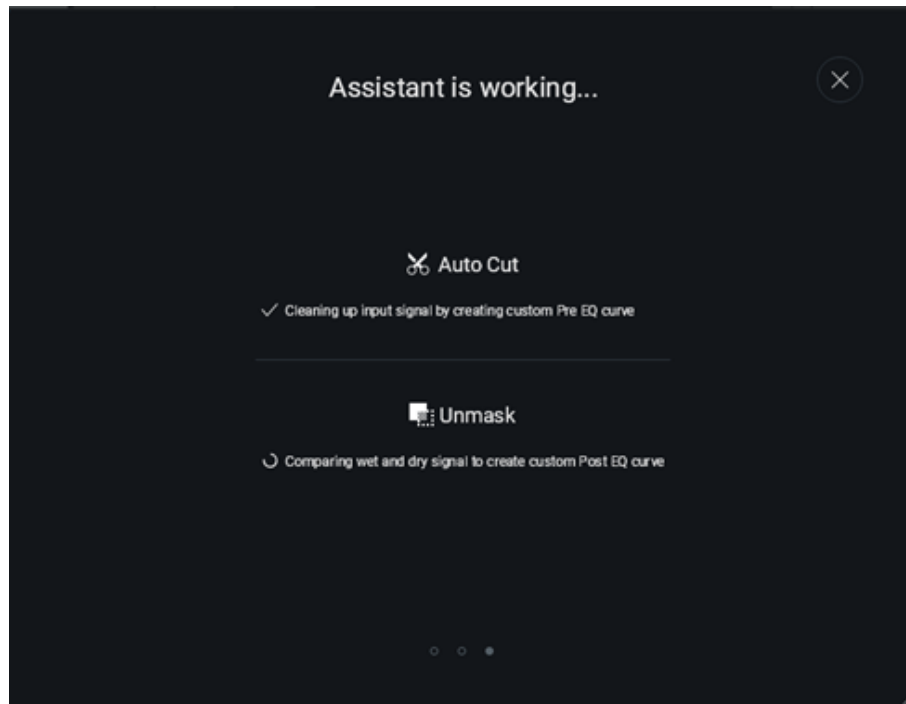 Assistant is working...
Auto Cut
Cleaning up input signal by creating custom Pre EQ curve
Unmask
Comparing wet and dry signal to create custom Post EQ curve